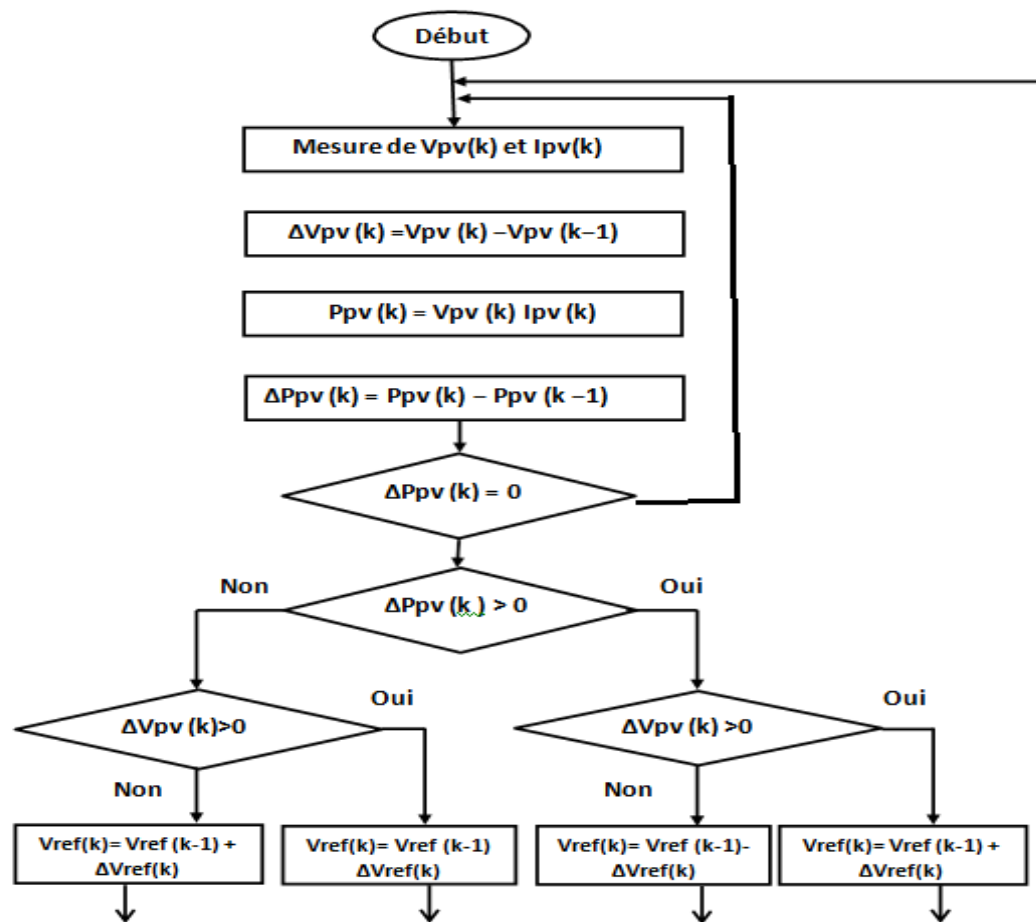 Début
Mesure de Vpv(k) et Ipv(k)
ΔVpv (k) =Vpv (k) –Vpv (k–1)
Ppv (k) = Vpv (k) Ipv (k)
ΔPpv (k) = Ppv (k) – Ppv (k –1)
ΔPpv (k) = 0
Non
Oui
ΔPpv (k ) > 0
Oui
Oui
ΔVpv (k)>0
ΔVpv (k) >0
Non
Non
Vref(k)= Vref (k-1) +
ΔVref(k)
Vref(k)= Vref (k-1)
ΔVref(k)
Vref(k)= Vref (k-1)-
ΔVref(k)
Vref(k)= Vref (k-1) +
ΔVref(k)